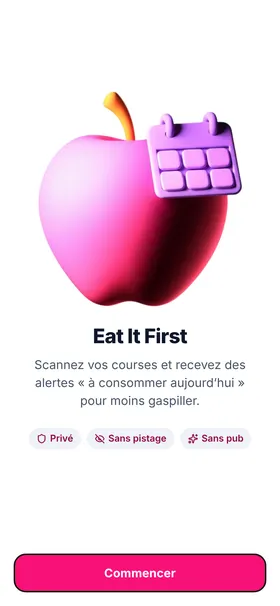 Eat It First
Scannez vos courses et recevez des
alertes « à consommer aujourd'hui »
pour moins gaspiller.
Privé
Sans pistage
Sans pub
Commencer